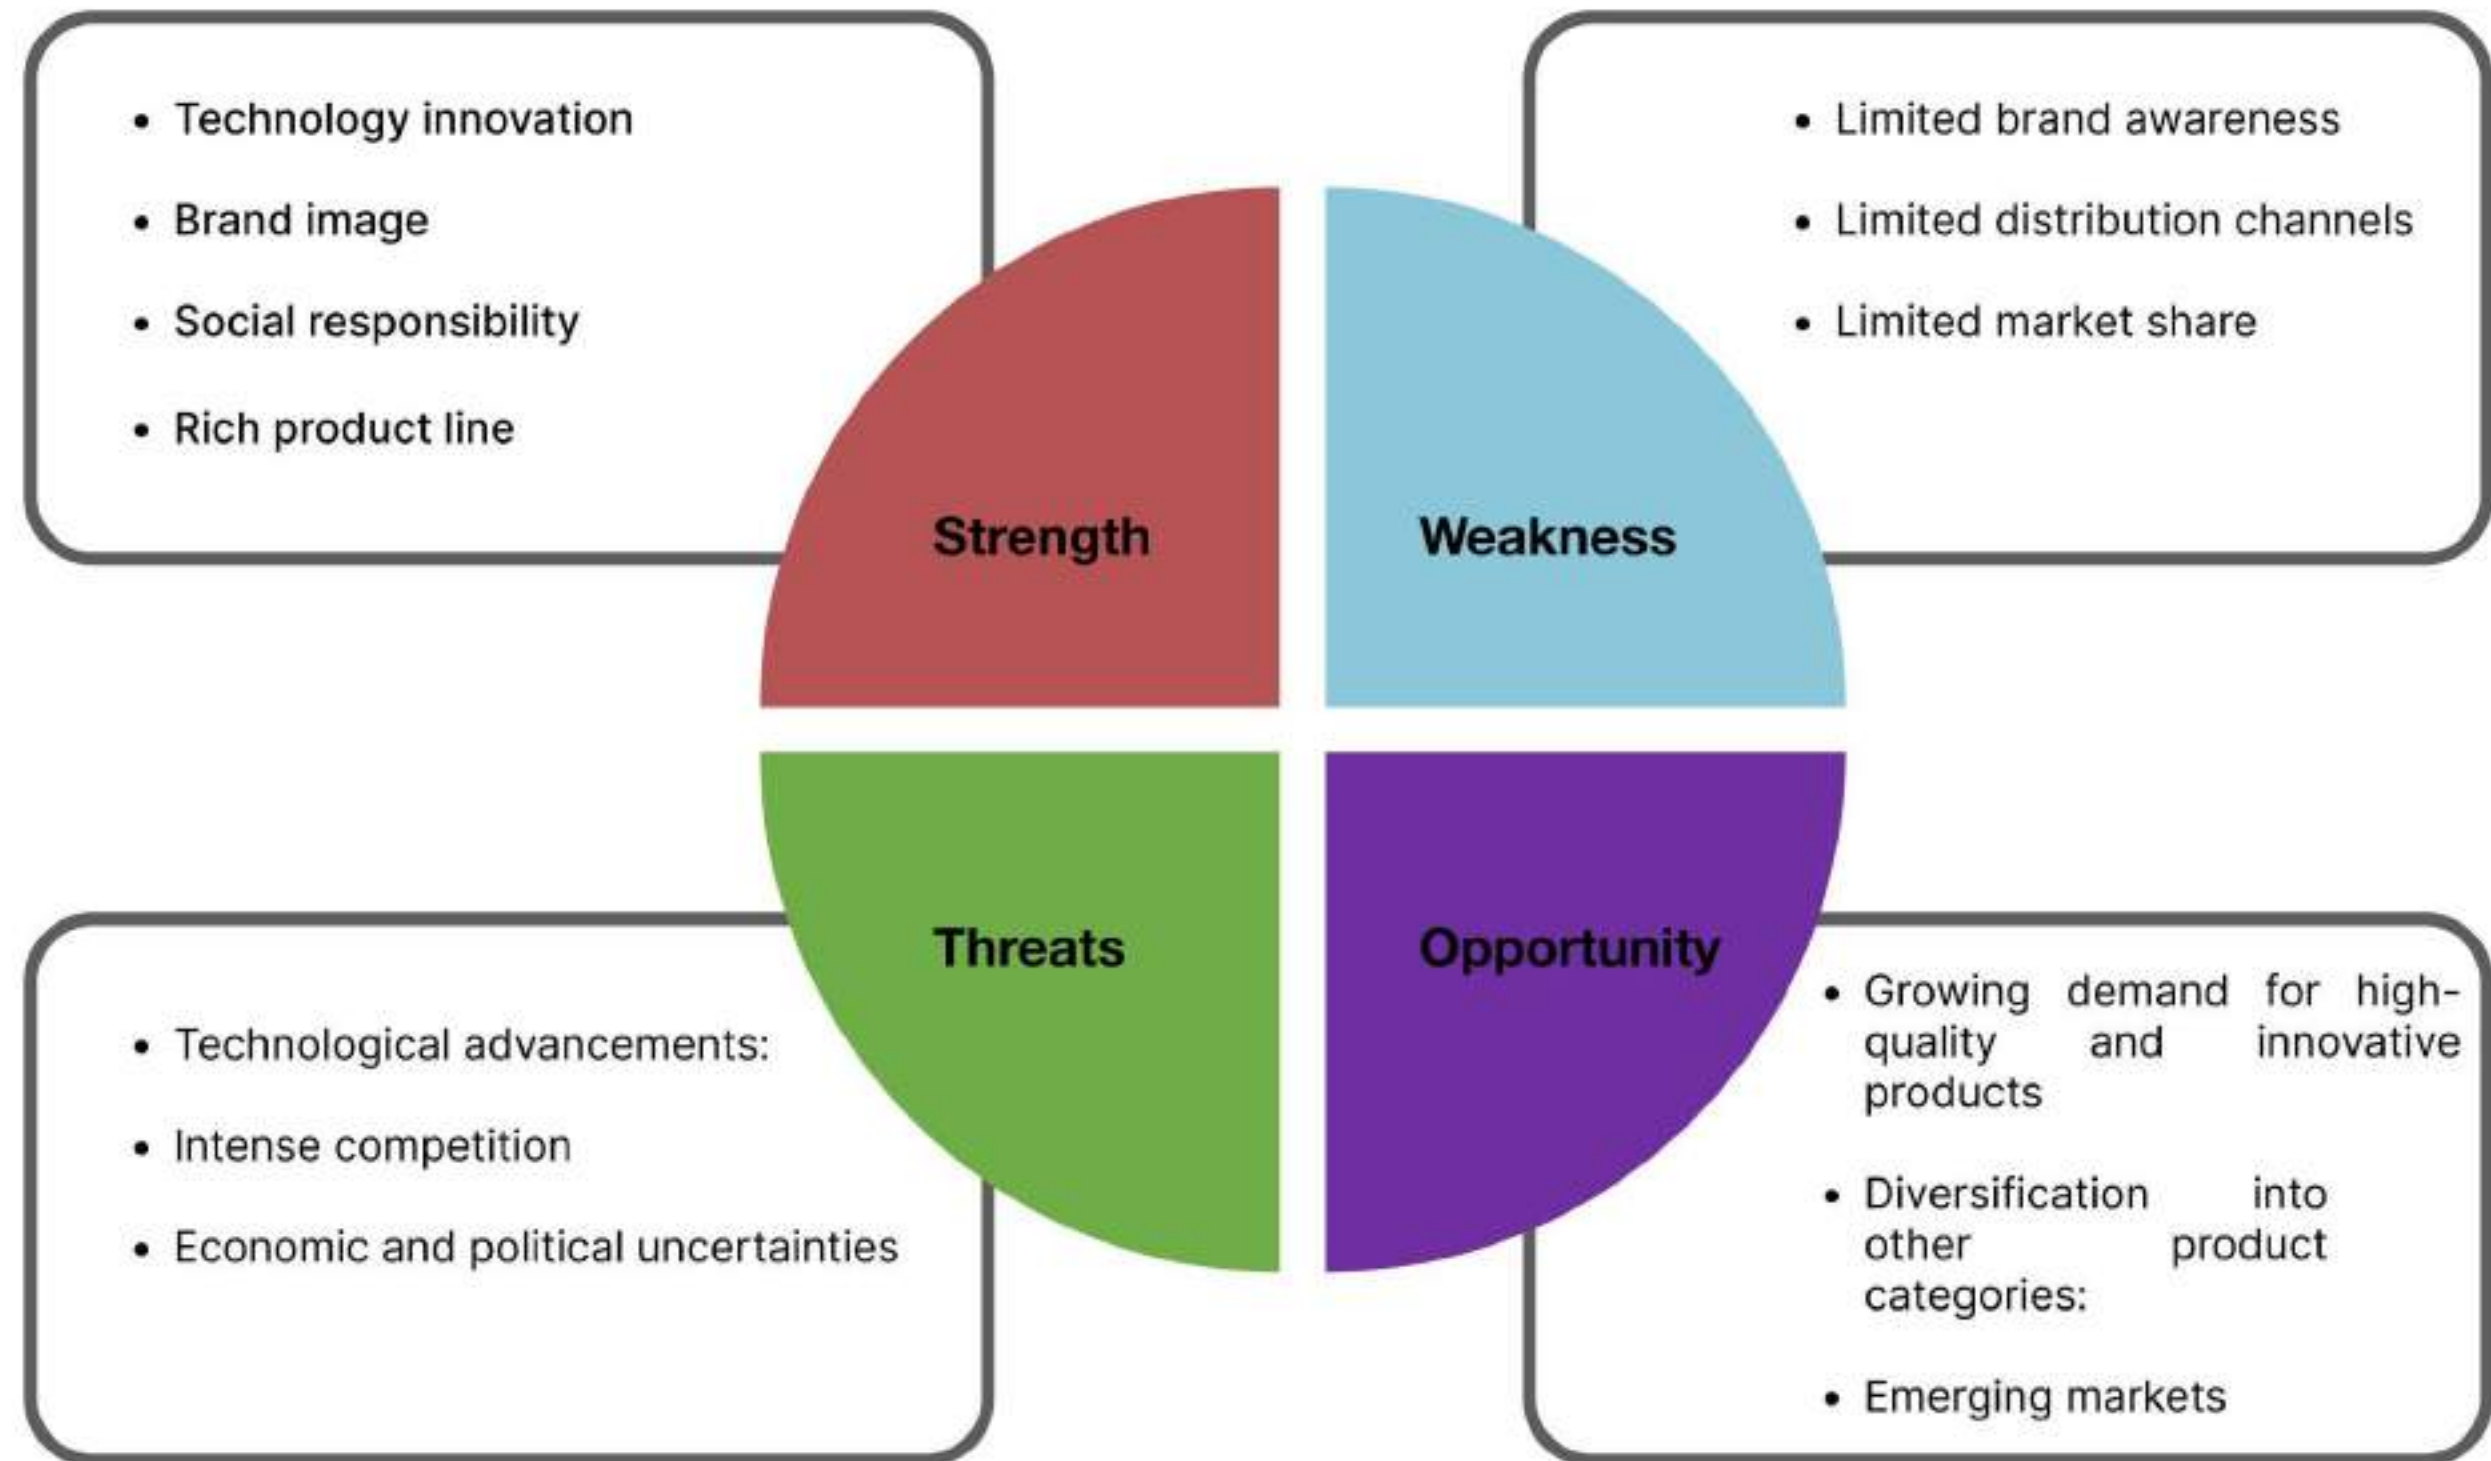 • Technology innovation
• Brand image
• Social responsibility
• Rich product line
Strength
• Limited brand awareness
• Limited distribution channels
• Limited market share
Weakness
Threats
• Technological advancements:
• Intense competition
• Economic and political uncertainties
Opportunity
• Growing demand for high-
quality and innovative
products
• Diversification into
other product
categories:
• Emerging markets